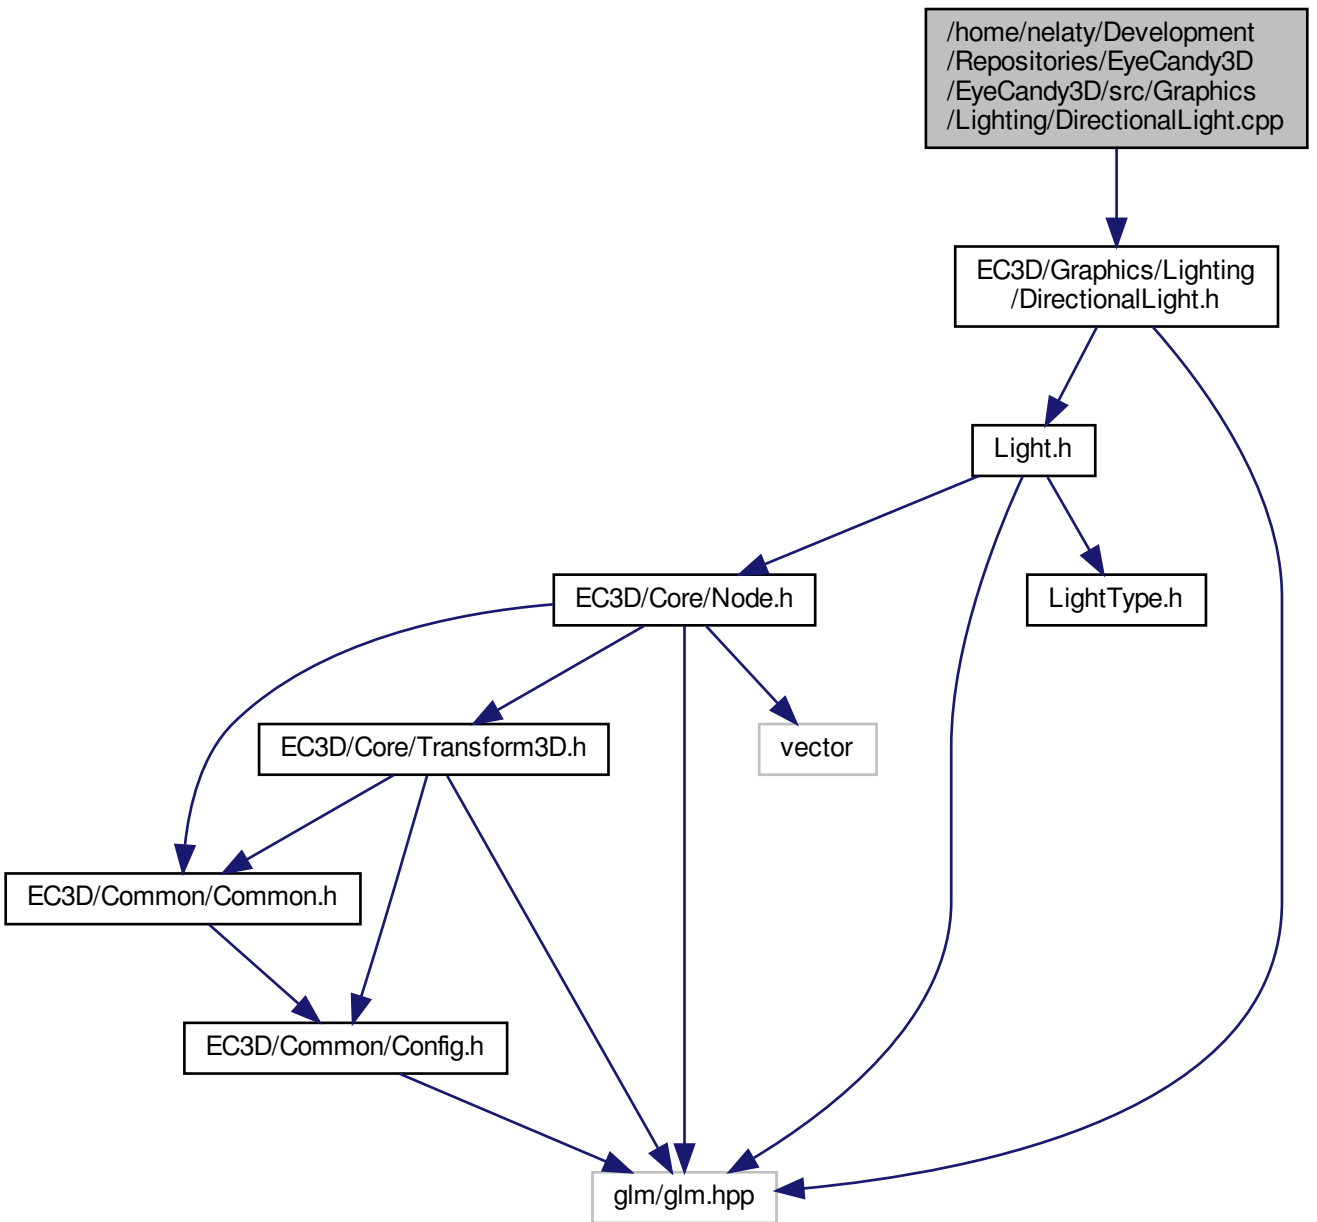 /home/nelaty/Development
/Repositories/EyeCandy3D
/EyeCandy3D/src/Graphics
/Lighting/DirectionalLight.cpp
EC3D/Graphics/Lighting
/DirectionalLight.h
Light.h
EC3D/Core/Node.h
LightType.h
EC3D/Core/Transform3D.h
vector
EC3D/Common/Common.h
EC3D/Common/Config.h
glm/glm.hpp